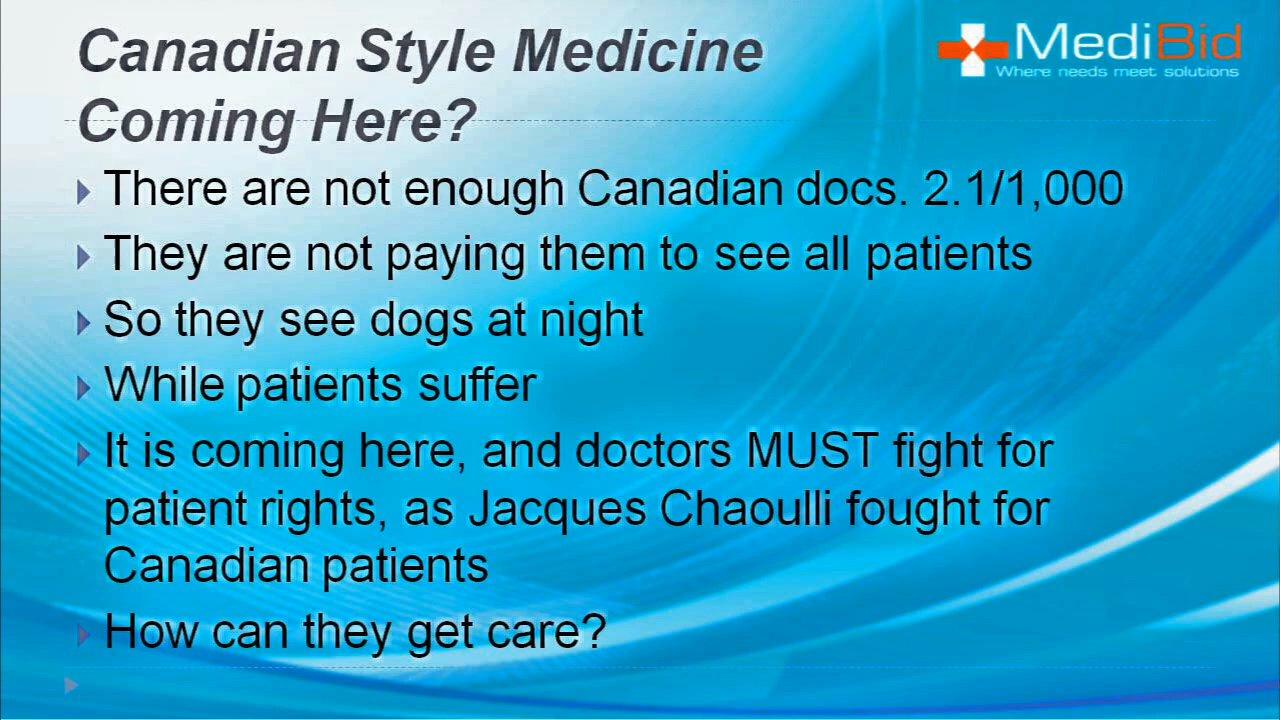 Canadian Style Medicine
Coming Here?
MediBid
Where needs meet solutions
There are not enough Canadian docs. 2.1/1,000
They are not paying them to see all patients
So they see dogs at night
While patients suffer
It is coming here, and doctors MUST fight for
patient rights, as Jacques Chaoulli fought for
Canadian patients
How can they get care?